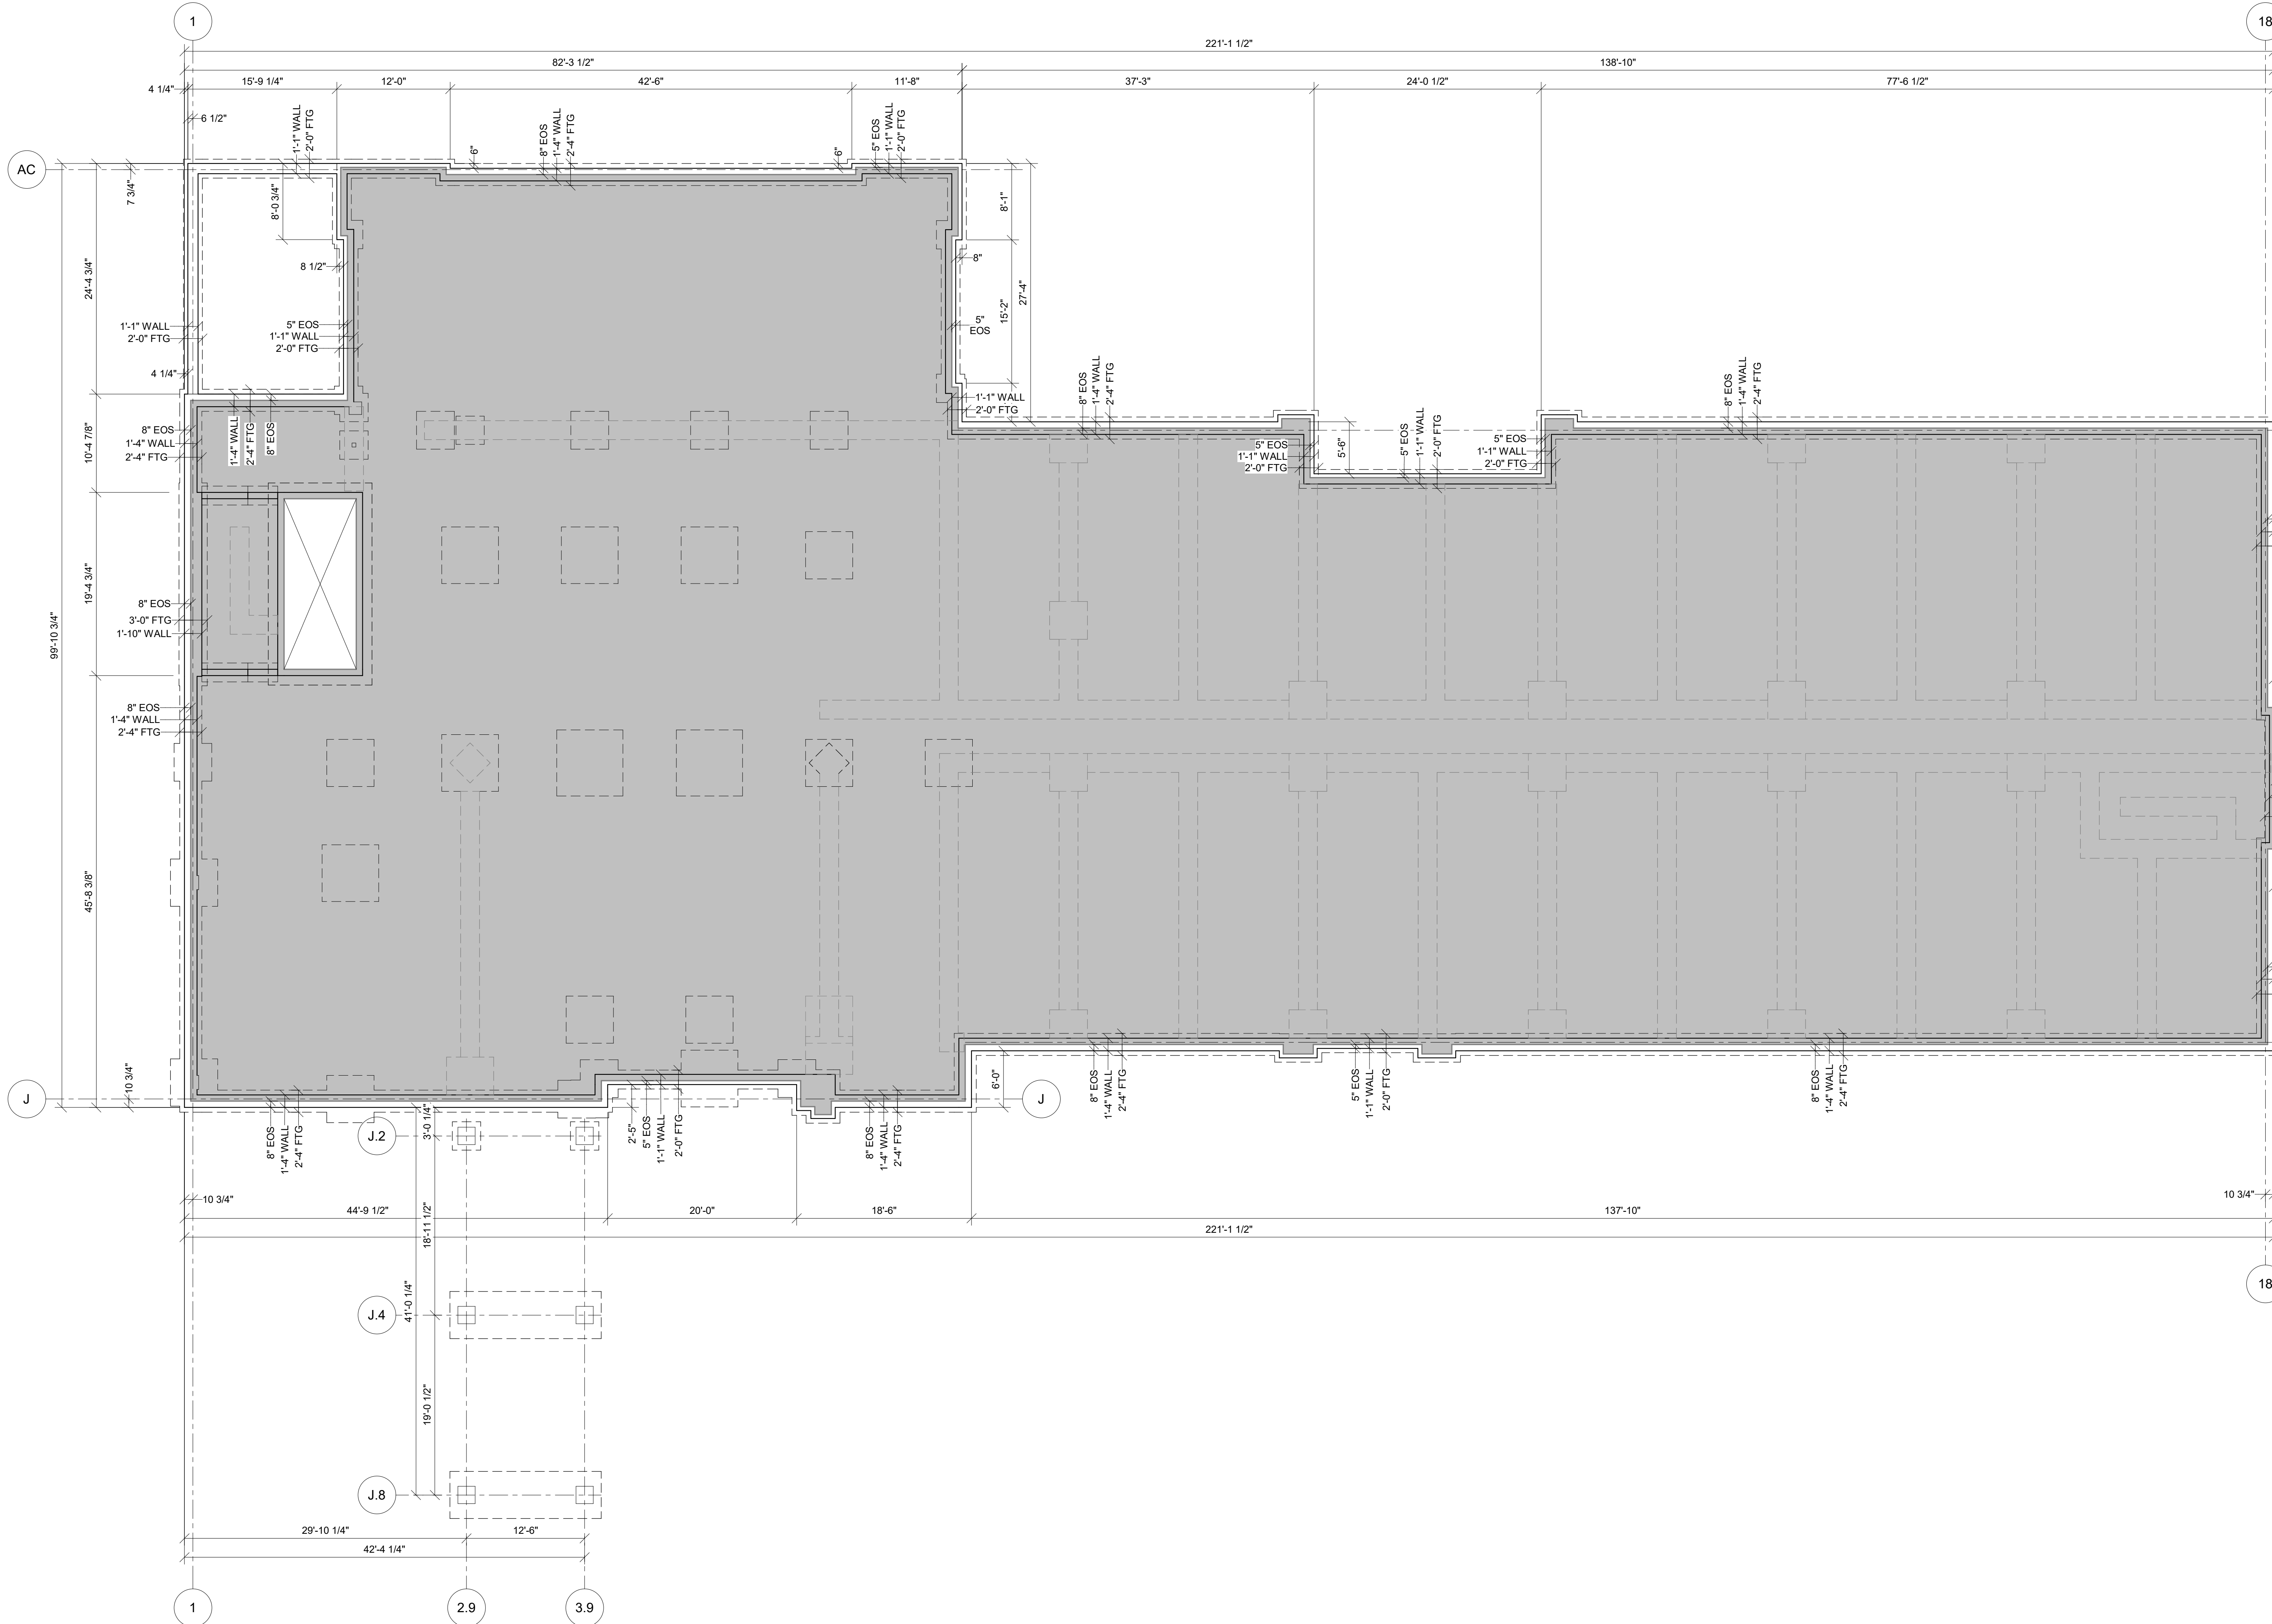 1
18
221'-1 1/2"
82'-3 1/2"
138'-10"
15'-9 1/4"
12'-0"
42'-6"
11'-8"
37'-3"
24'-0 1/2"
77'-6 1/2"
4 1/4"
6 1/2"
1'-1" WALL
2'-0" FTG
6"
8" EOS
1'-4" WALL
2'-4" FTG
6"
5" EOS
1'-1" WALL
2'-0" FTG
AC
7 3/4"
8'-0 3/4"
8'-1"
8 1/2"
8"
24'-4 3/4"
15'-2"
27'-4"
1'-1" WALL
2'-0" FTG
5" EOS
1'-1" WALL
2'-0" FTG
5"
EOS
4 1/4"
1'-1" WALL
2'-0" FTG
8" EOS
1'-4" WALL
2'-4" FTG
8" EOS
1'-4" WALL
2'-4" FTG
10'-4 7/8"
8" EOS
1'-4" WALL
2'-4" FTG
1'-4" WALL
2'-4" FTG
8" EOS
5" EOS
1'-1" WALL
2'-0" FTG
5'-6"
5" EOS
1'-1" WALL
2'-0" FTG
5" EOS
1'-1" WALL
2'-0" FTG
19'-4 3/4"
99'-10 3/4"
8" EOS
3'-0" FTG
1'-10" WALL
8" EOS
1'-4" WALL
2'-4" FTG
45'-8 3/8"
10 3/4"
J
8" EOS
1'-4" WALL
2'-4" FTG
3'-0 1/4"
2'-5"
5" EOS
1'-1" WALL
2'-0" FTG
8" EOS
1'-4" WALL
2'-4" FTG
6'-0"
J
8" EOS
1'-4" WALL
2'-4" FTG
5" EOS
1'-1" WALL
2'-0" FTG
8" EOS
1'-4" WALL
2'-4" FTG
J.2
10 3/4"
10 3/4"
44'-9 1/2"
20'-0"
18'-6"
137'-10"
221'-1 1/2"
18'-11 1/2"
41'-0 1/4"
J.4
18
19'-0 1/2"
J.8
29'-10 1/4"
12'-6"
42'-4 1/4"
1
2.9
3.9